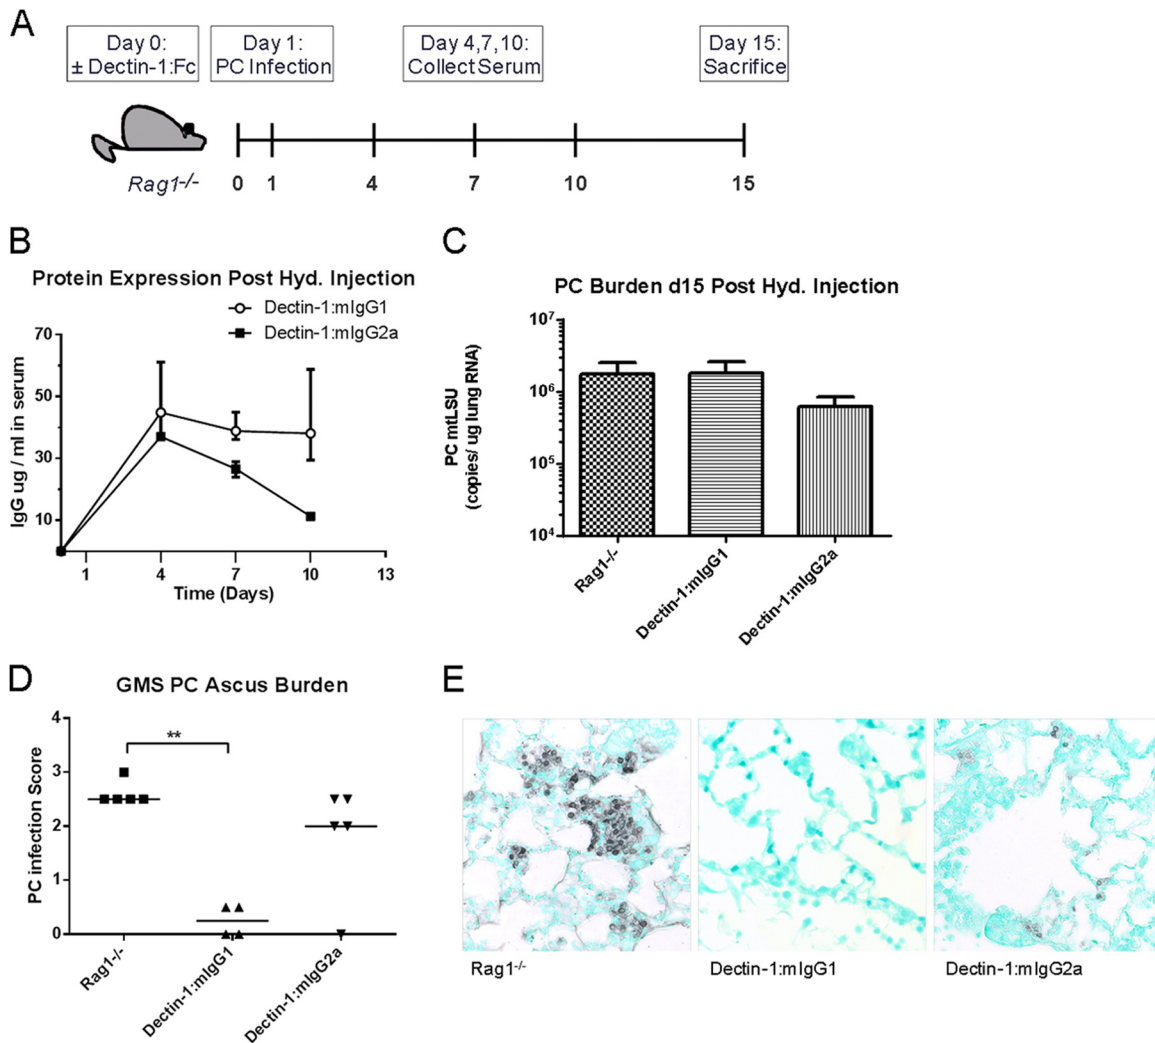 A
Day 0:
± Dectin-1:Fc
Day 1:
PC Infection
Day 4,7,10:
Collect Serum
Day 15:
Sacrifice
Rag1-/-
0 1 4 7 10 15
B
Protein Expression Post Hyd. Injection
Dectin-1:mIgG1
Dectin-1:mIgG2a
IgG ug / ml in serum
70
50
30
10
1 4 7 10 13
Time (Days)
C
PC Burden d15 Post Hyd. Injection
PC mtLSU
(copies/ ug lung RNA)
10⁷
10⁶
10⁵
10⁴
Rag1-/-
Dectin-1:mIgG1
Dectin-1:mIgG2a
D
GMS PC Ascus Burden
PC infection Score
4
3
2
1
0
**
Rag1-/-
Dectin-1:mIgG1
Dectin-1:mIgG2a
E
Rag1-/-
Dectin-1:mIgG1
Dectin-1:mIgG2a